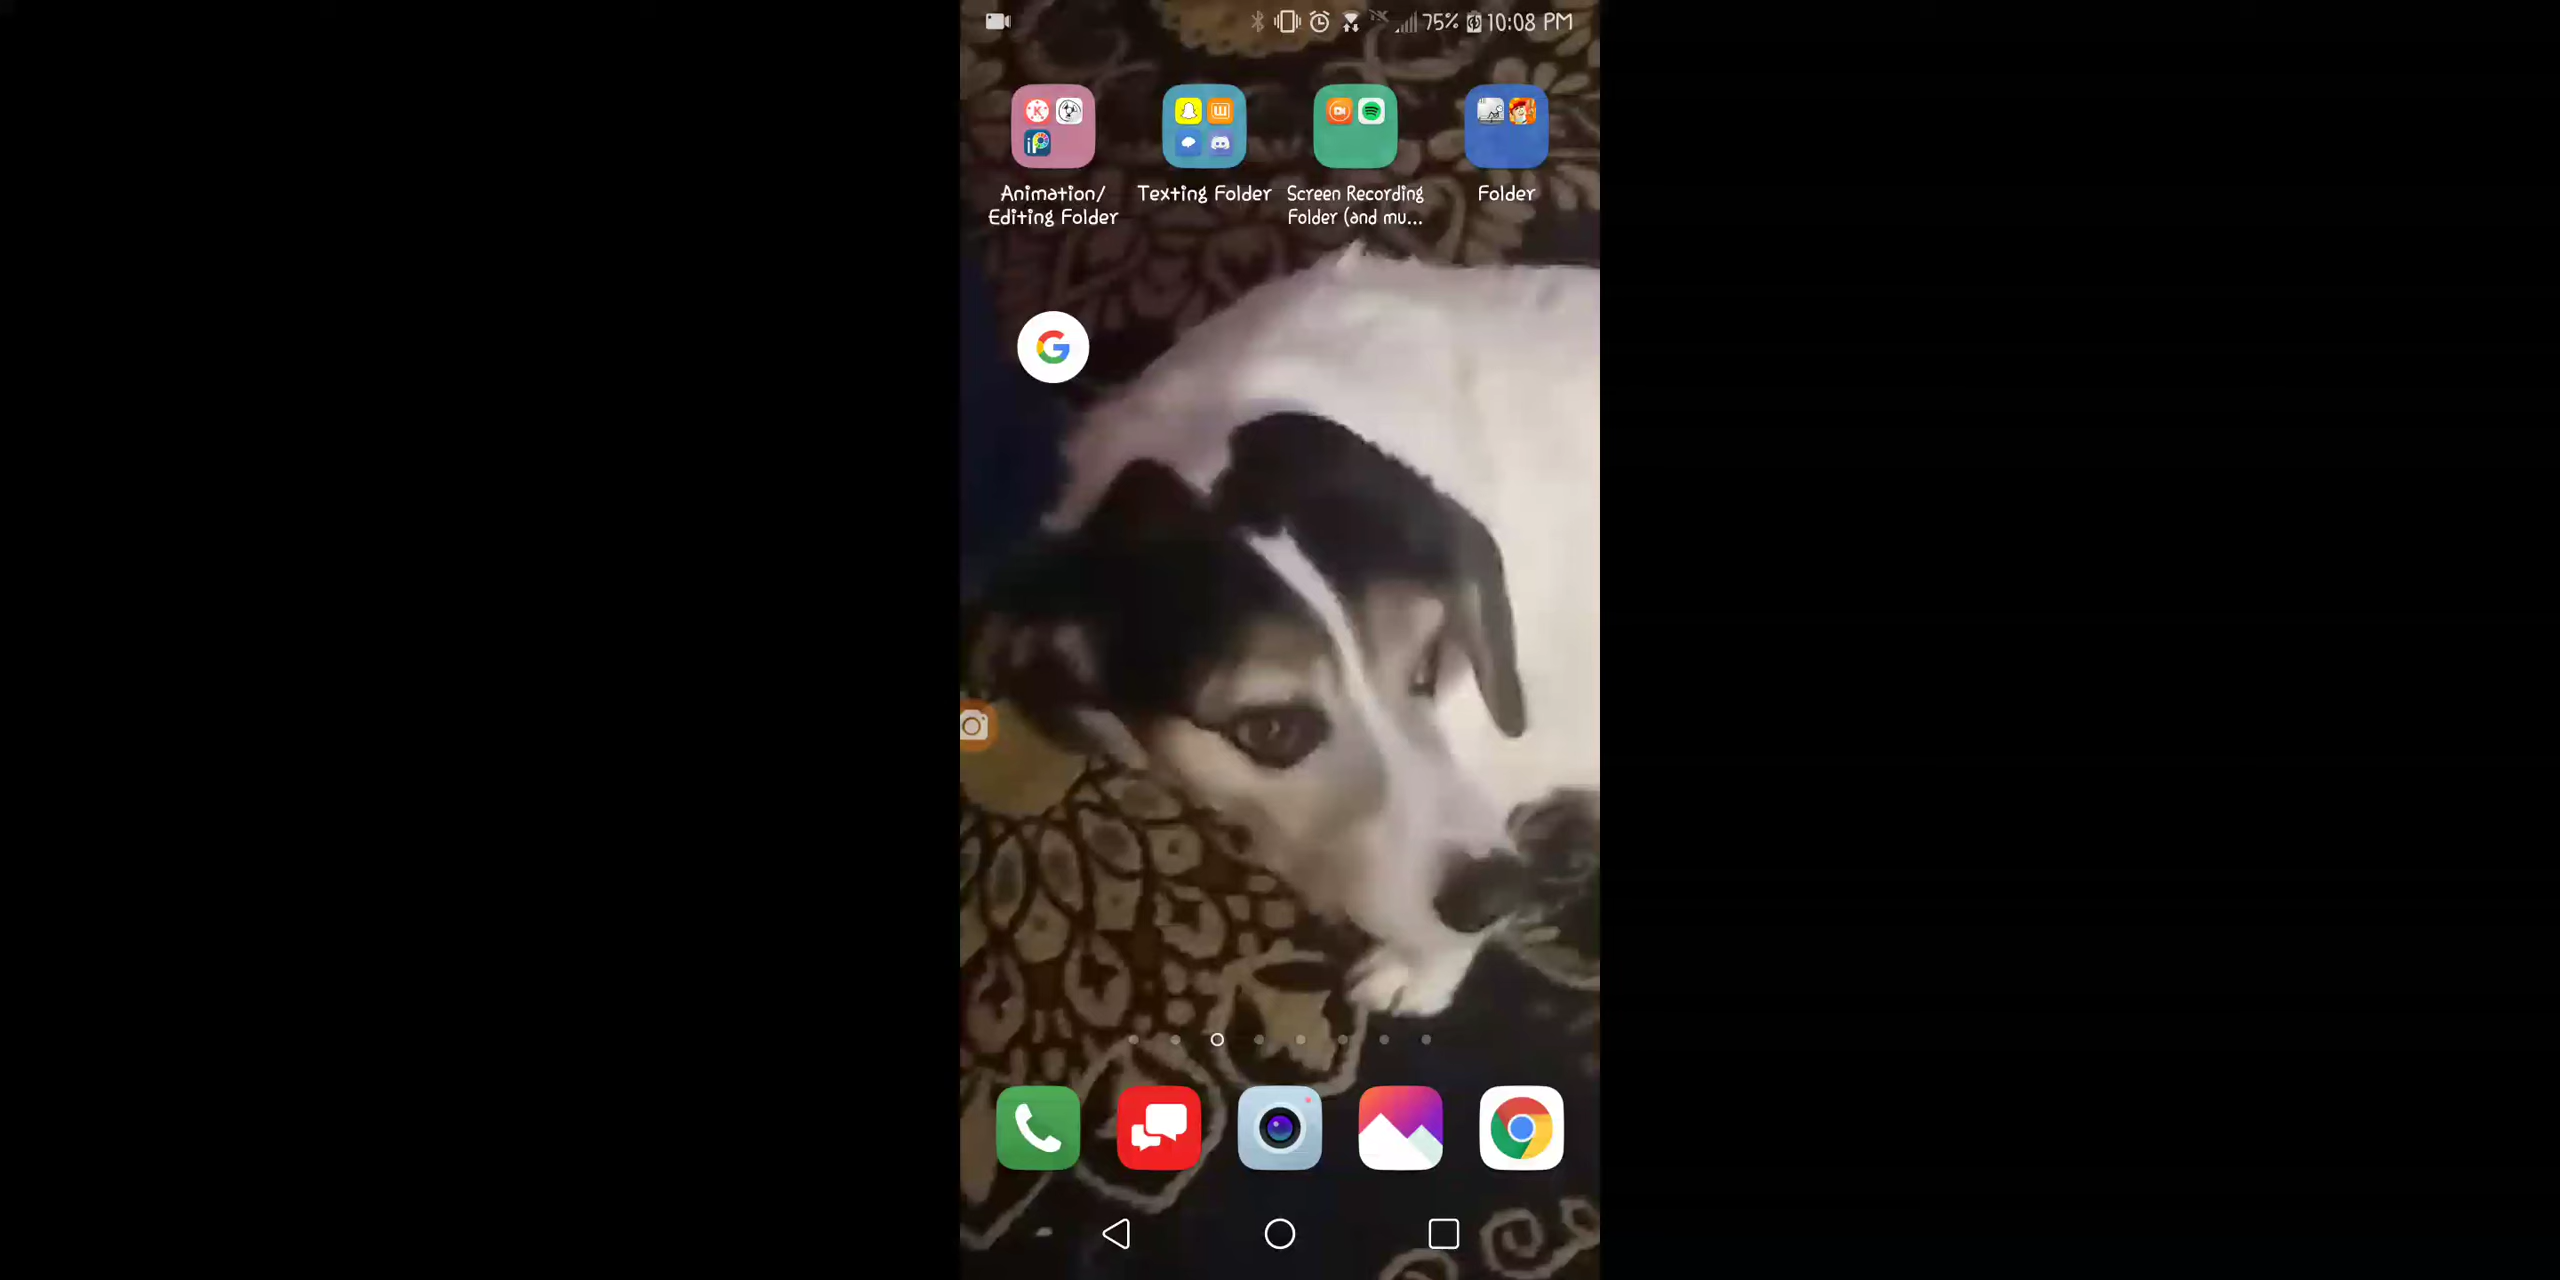 75% 10:08 PM
Animation/
Editing Folder
Texting Folder
Screen Recording
Folder (and mu...
Folder